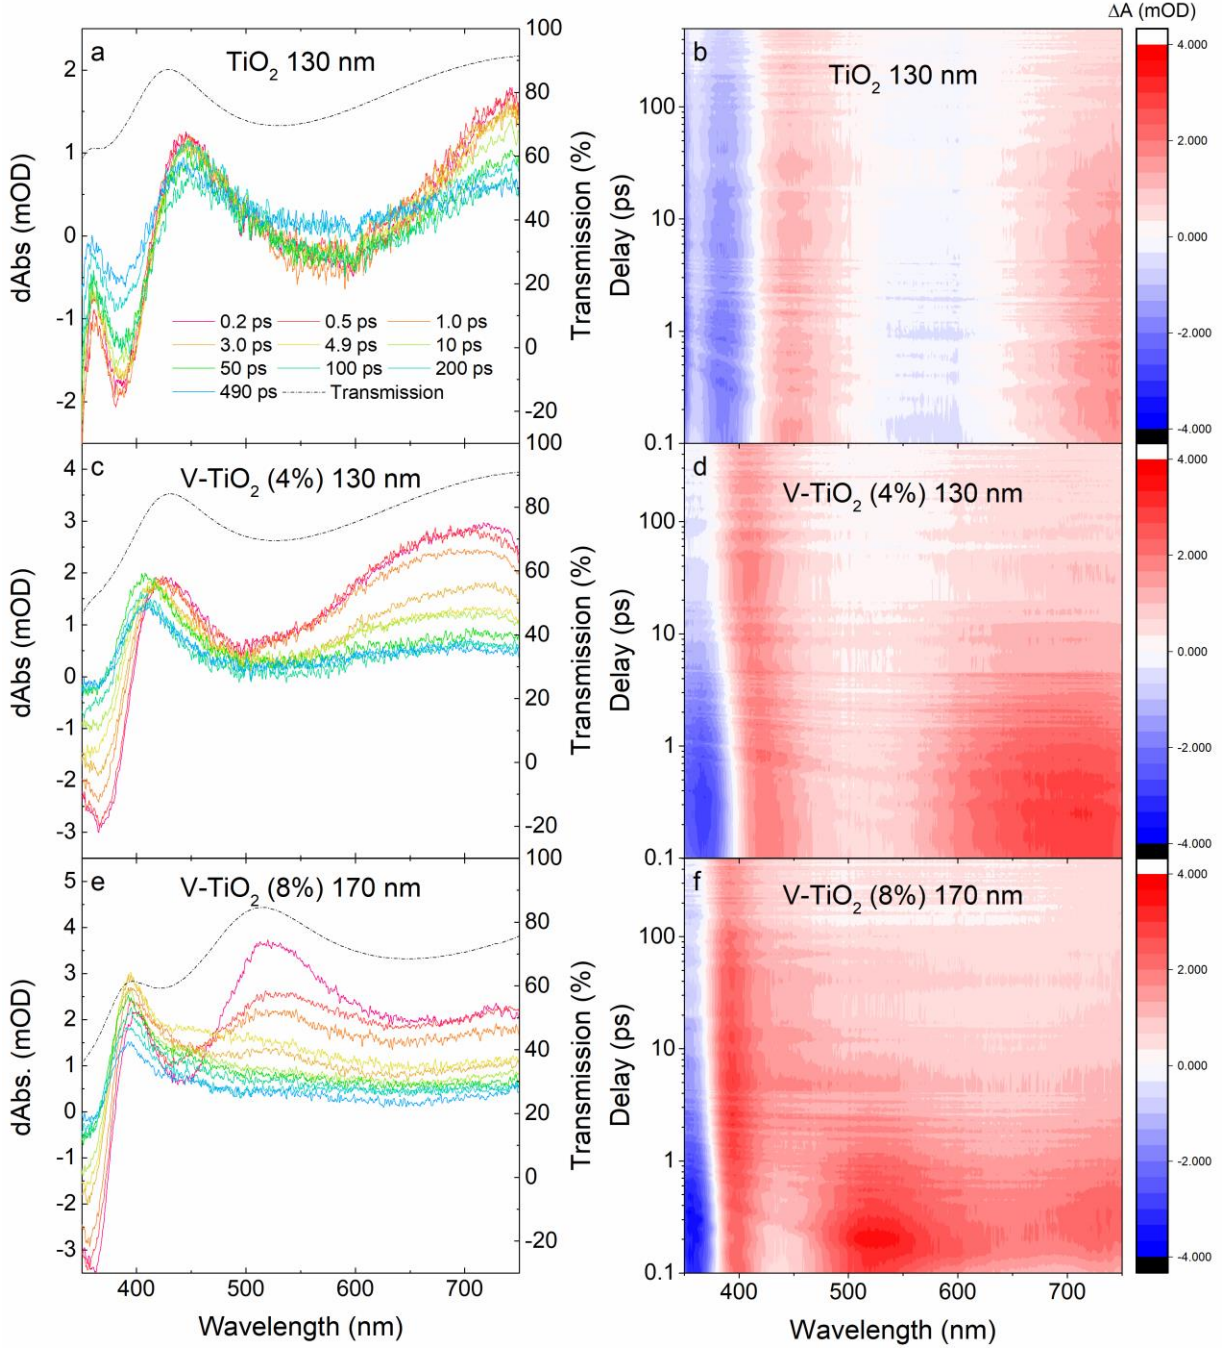 ΔA (mOD)
a
TiO₂ 130 nm
dAbs (mOD)
2
1
0
-1
-2
100
80
60
40
20
0
-20
Transmission (%)
0.2 ps 0.5 ps 1.0 ps
3.0 ps 4.9 ps 10 ps
50 ps 100 ps 200 ps
490 ps Transmission
b
TiO₂ 130 nm
Delay (ps)
100
10
1
0.1
4.000
2.000
0.000
-2.000
-4.000
c
V-TiO₂ (4%) 130 nm
dAbs (mOD)
4
3
2
1
0
-1
-2
-3
100
80
60
40
20
0
-20
Transmission (%)
d
V-TiO₂ (4%) 130 nm
Delay (ps)
100
10
1
0.1
4.000
2.000
0.000
-2.000
-4.000
e
V-TiO₂ (8%) 170 nm
dAbs. (mOD)
5
4
3
2
1
0
-1
-2
-3
100
80
60
40
20
0
-20
Transmission (%)
400 500 600 700
Wavelength (nm)
f
V-TiO₂ (8%) 170 nm
Delay (ps)
100
10
1
0.1
4.000
2.000
0.000
-2.000
-4.000
400 500 600 700
Wavelength (nm)